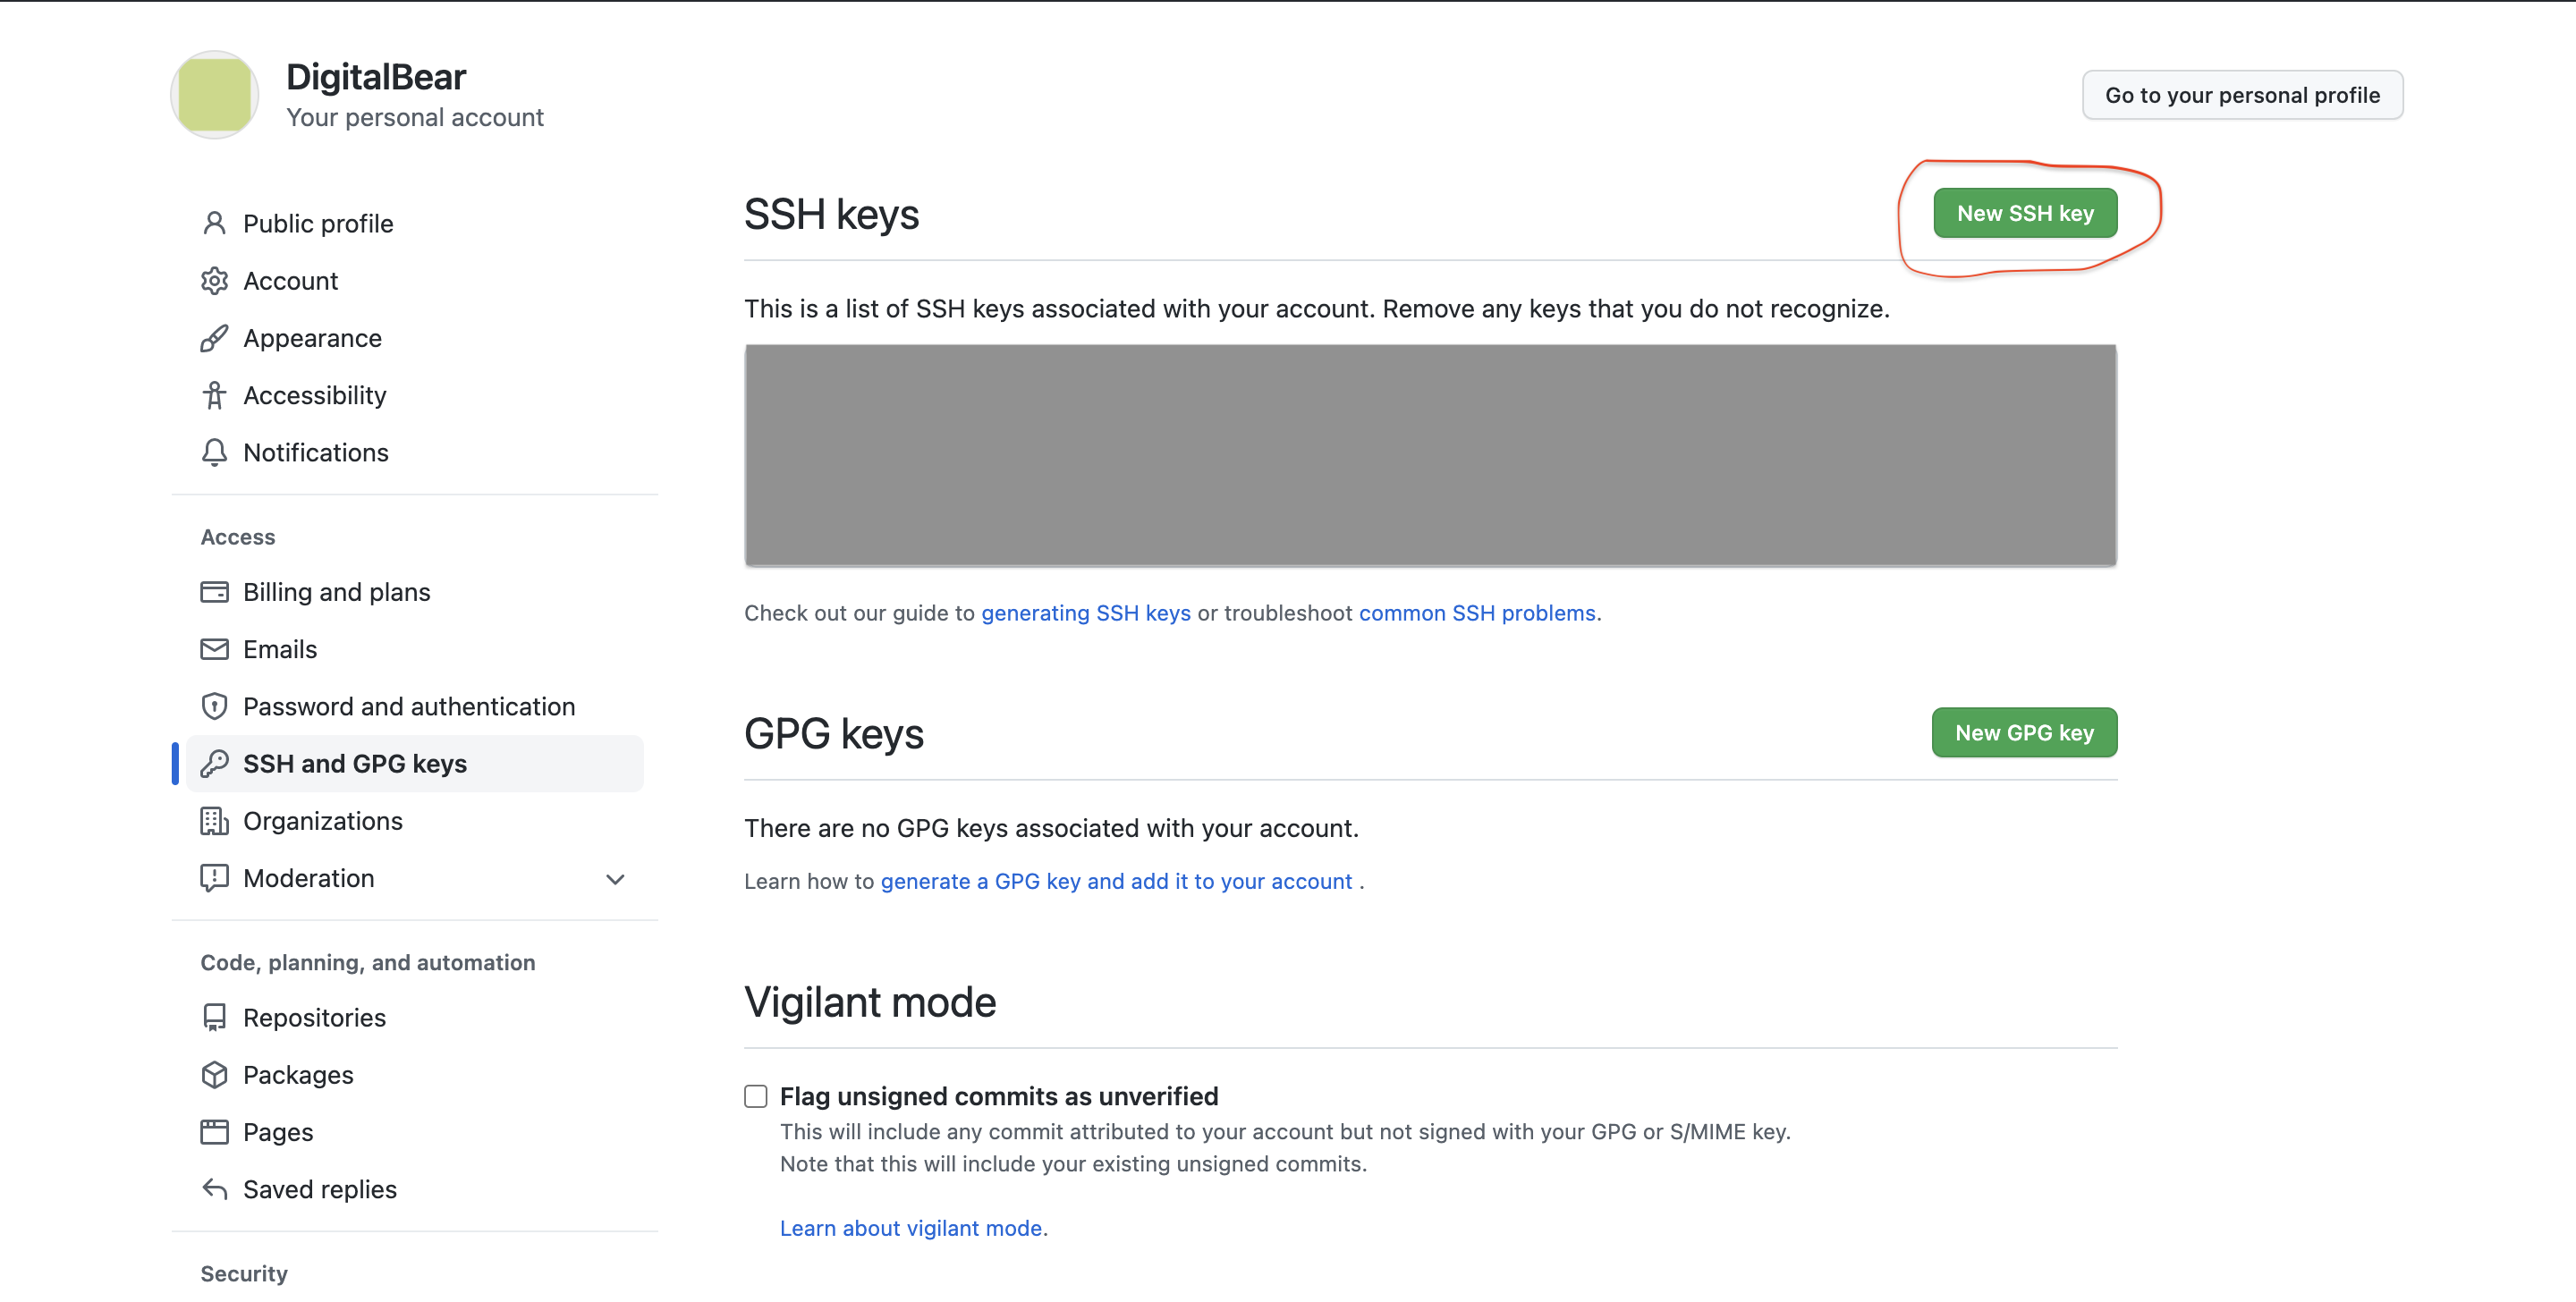 DigitalBear
Your personal account
Go to your personal profile
Public profile
Account
Appearance
Accessibility
Notifications
Access
Billing and plans
Emails
Password and authentication
SSH and GPG keys
Organizations
Moderation
Code, planning, and automation
Repositories
Packages
Pages
Saved replies
Security
SSH keys
New SSH key
This is a list of SSH keys associated with your account. Remove any keys that you do not recognize.
Check out our guide to generating SSH keys or troubleshoot common SSH problems.
GPG keys
New GPG key
There are no GPG keys associated with your account.
Learn how to generate a GPG key and add it to your account .
Vigilant mode
Flag unsigned commits as unverified
This will include any commit attributed to your account but not signed with your GPG or S/MIME key.
Note that this will include your existing unsigned commits.
Learn about vigilant mode.